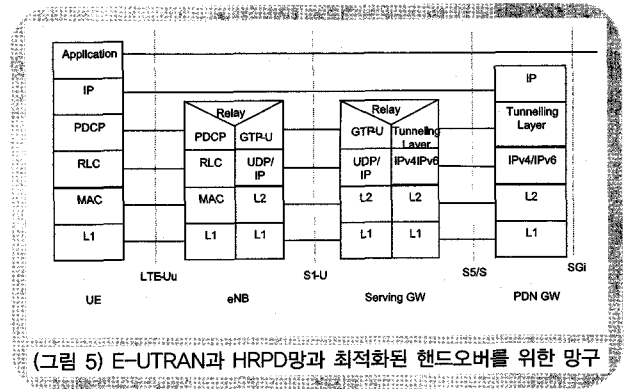 Application
IP
PDCP
RLC
MAC
L1
Relay
PDCP GTP-U
RLC UDP/
IP
MAC L2
L1 L1
Relay
GTP-U Tunneling
Layer
UDP/
IP
IPv4IPv6
L2 L2
L1 L1
IP
Tunnelling
Layer
IPv4/IPv6
L2
L1
LTE-Uu S1-U S5/S SGi
UE eNB Serving GW PDN GW
(그림 5) E-UTRAN과 HRPD망과 최적화된 핸드오버를 위한 망구